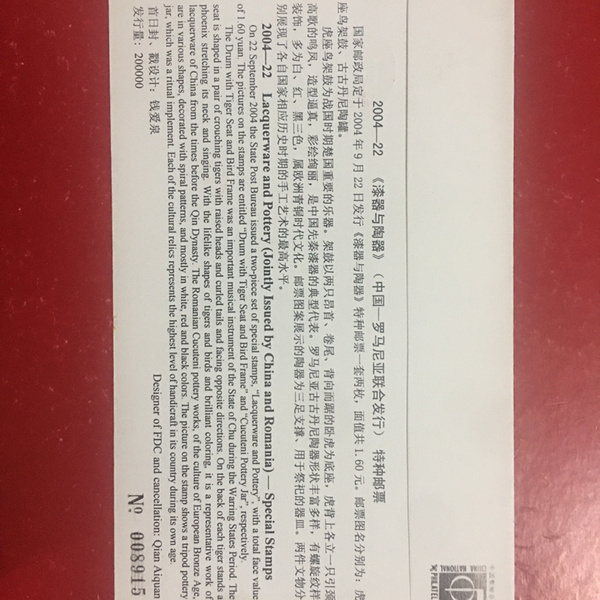 2004—22 《漆器与陶器》（中国—罗马尼亚联合发行）特种邮票
国家邮政局定于2004年9月22日发行《漆器与陶器》特种邮票一套两枚，面值共1.60元。邮票图名分别为：虎
座鸟架鼓、古古丹尼陶罐。
虎座鸟架鼓为战国时期楚国重要的乐器。架鼓以两只昂首、卷尾、背向而踞的卧虎为底座，虎背上各立一只引颈
高歌的鸣凤，造型逼真，彩绘绚丽，是中国先秦漆器的典型代表。罗马尼亚古古丹尼陶器形状丰富多样，有螺旋纹样
装饰，多为白、红、黑三色，属欧洲青铜时代文化。邮票图案展示的陶器为三足支撑、用于祭祀的器皿。两件文物分
别展现了各自国家相应历史时期的手工艺术的最高水平。
2004—22 Lacquerware and Pottery (Jointly Issued by China and Romania) — Special Stamps
On 22 September 2004 the State Post Bureau issued a two-piece set of special stamps, "Lacquerware and Pottery", with a total face value
of 1.60 yuan. The pictures on the stamps are entitled "Drum with Tiger Seat and Bird Frame" and "Cucuteni Pottery Jar", respectively.
The Drum with Tiger Seat and Bird Frame was an important musical instrument of the State of Chu during the Warring States Period. The
seat is shaped in a pair of crouching tigers with raised heads and curled tails and facing opposite directions. On the back of each tiger stands a
phoenix stretching its neck and singing. With the lifelike shapes of tigers and birds and brilliant coloring, it is a representative work of
lacquerware of China from the times before the Qin Dynasty. The Romanian Cucuteni pottery works, of the culture of European Bronze Age,
are in various shapes, decorated with spiral patterns, and mostly in white, red and black colors. The picture on the stamp shows a tripod pottery
jar, which was a ritual implement. Each of the cultural relics represents the highest level of handicraft in its country during its own age.
首日封、戳设计：钱爱泉 Designer of FDC and cancellation: Qian Aiquan
发行量：200000
№ 008915
CHINA NATIONAL
PHILATEL